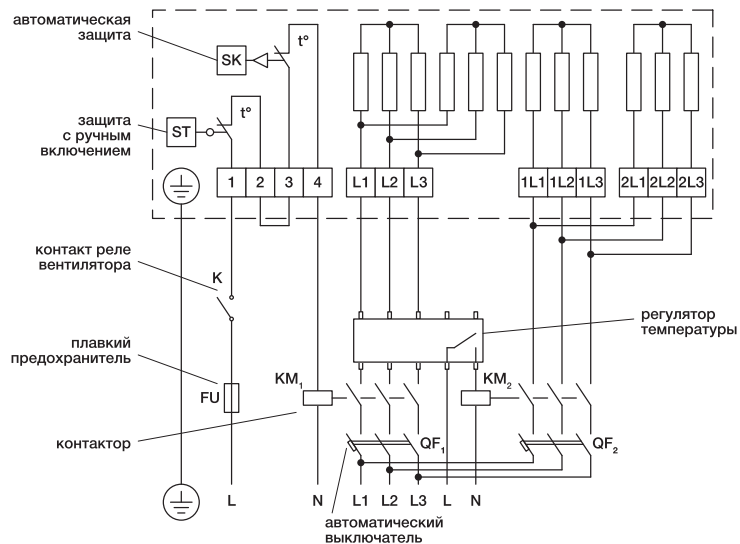 автоматическая
защита
SK
t°
защита
с ручным
включением
ST
t°
1 2 3 4
L1 L2 L3
1L1 1L2 1L3
2L1 2L2 2L3
контакт реле
вентилятора
K
регулятор
температуры
плавкий
предохранитель
FU
KM1
KM2
контактор
QF1
QF2
L
N
L1 L2 L3 L N
автоматический
выключатель